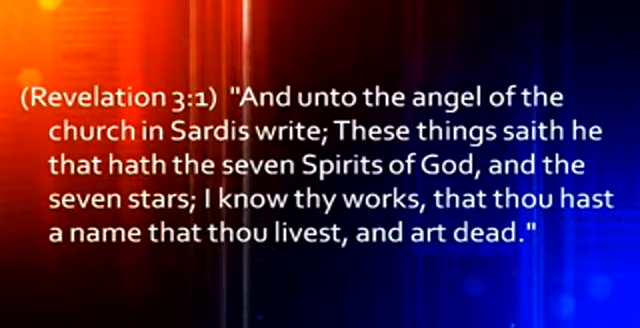 (Revelation 3:1) "And unto the angel of the
church in Sardis write; These things saith he
that hath the seven Spirits of God, and the
seven stars; I know thy works, that thou hast
a name that thou livest, and art dead."